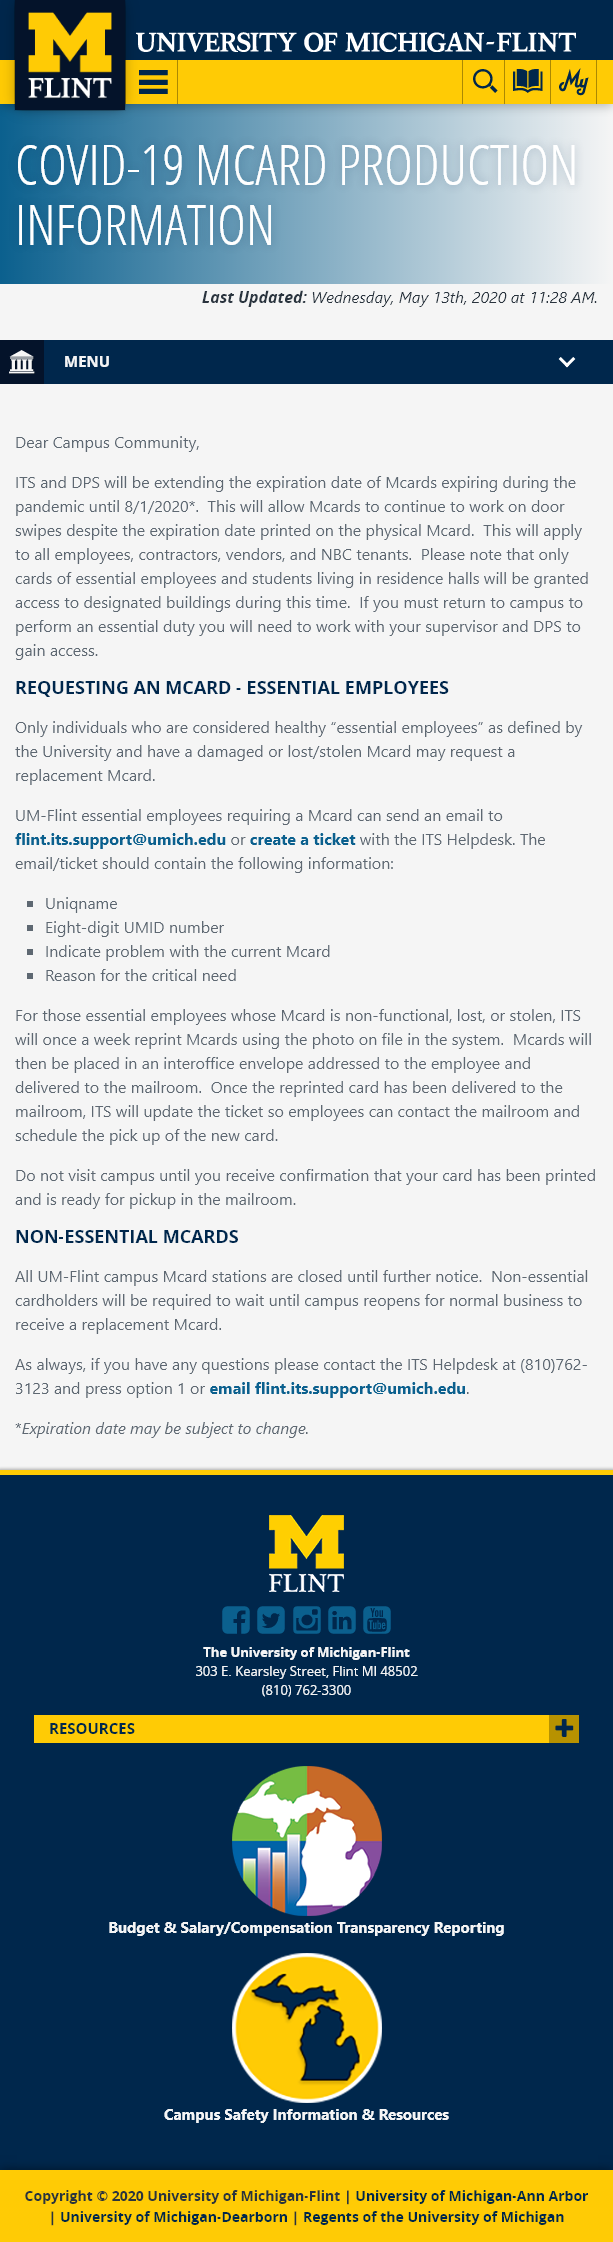 M
FLINT
UNIVERSITY OF MICHIGAN-FLINT
My
COVID-19 MCARD PRODUCTION
INFORMATION
Last Updated: Wednesday, May 13th, 2020 at 11:28 AM.
MENU
Dear Campus Community,
ITS and DPS will be extending the expiration date of Mcards expiring during the
pandemic until 8/1/2020*.  This will allow Mcards to continue to work on door
swipes despite the expiration date printed on the physical Mcard.  This will apply
to all employees, contractors, vendors, and NBC tenants.  Please note that only
cards of essential employees and students living in residence halls will be granted
access to designated buildings during this time.  If you must return to campus to
perform an essential duty you will need to work with your supervisor and DPS to
gain access.
REQUESTING AN MCARD - ESSENTIAL EMPLOYEES
Only individuals who are considered healthy “essential employees” as defined by
the University and have a damaged or lost/stolen Mcard may request a
replacement Mcard.
UM-Flint essential employees requiring a Mcard can send an email to
flint.its.support@umich.edu or create a ticket with the ITS Helpdesk. The
email/ticket should contain the following information:
▪ Uniqname
▪ Eight-digit UMID number
▪ Indicate problem with the current Mcard
▪ Reason for the critical need
For those essential employees whose Mcard is non-functional, lost, or stolen, ITS
will once a week reprint Mcards using the photo on file in the system.  Mcards will
then be placed in an interoffice envelope addressed to the employee and
delivered to the mailroom.  Once the reprinted card has been delivered to the
mailroom, ITS will update the ticket so employees can contact the mailroom and
schedule the pick up of the new card.
Do not visit campus until you receive confirmation that your card has been printed
and is ready for pickup in the mailroom.
NON-ESSENTIAL MCARDS
All UM-Flint campus Mcard stations are closed until further notice.  Non-essential
cardholders will be required to wait until campus reopens for normal business to
receive a replacement Mcard.
As always, if you have any questions please contact the ITS Helpdesk at (810)762-
3123 and press option 1 or email flint.its.support@umich.edu.
*Expiration date may be subject to change.
M
FLINT
You Tube
The University of Michigan-Flint
303 E. Kearsley Street, Flint MI 48502
(810) 762-3300
RESOURCES
Budget & Salary/Compensation Transparency Reporting
Campus Safety Information & Resources
Copyright © 2020 University of Michigan-Flint | University of Michigan-Ann Arbor
| University of Michigan-Dearborn | Regents of the University of Michigan